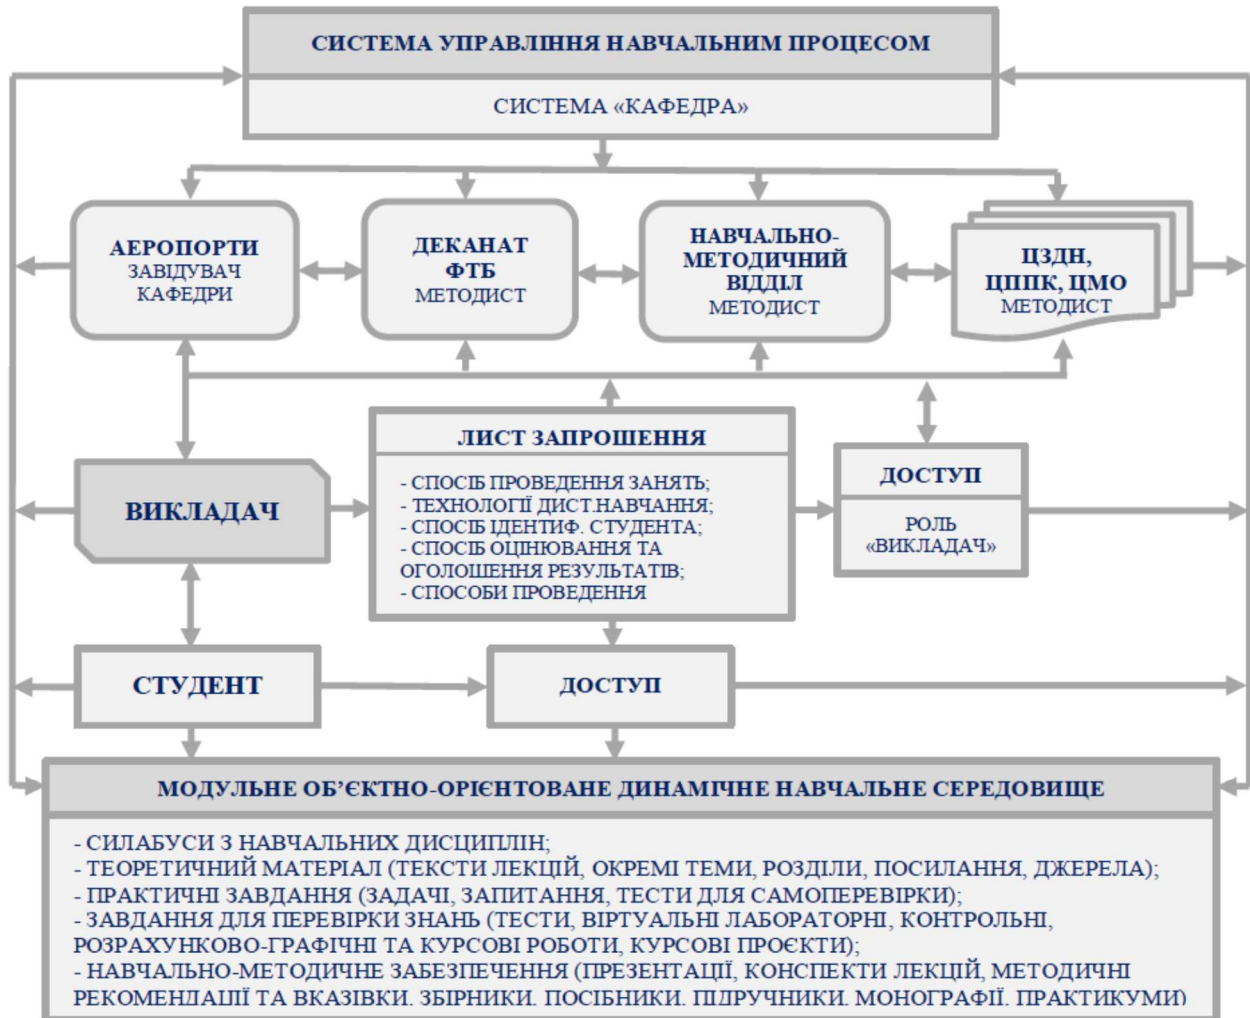 СИСТЕМА УПРАВЛІННЯ НАВЧАЛЬНИМ ПРОЦЕСОМ
СИСТЕМА «КАФЕДРА»
АЕРОПОРТИ
ЗАВІДУВАЧ
КАФЕДРИ
ДЕКАНАТ
ФТБ
МЕТОДИСТ
НАВЧАЛЬНО-
МЕТОДИЧНИЙ
ВІДДІЛ
МЕТОДИСТ
ЦЗДН,
ЦППК, ЦМО
МЕТОДИСТ
ВИКЛАДАЧ
ЛИСТ ЗАПРОШЕННЯ
- СПОСІБ ПРОВЕДЕННЯ ЗАНЯТЬ;
- ТЕХНОЛОГІЇ ДИСТ.НАВЧАННЯ;
- СПОСІБ ІДЕНТИФ. СТУДЕНТА;
- СПОСІБ ОЦІНЮВАННЯ ТА
ОГОЛОШЕННЯ РЕЗУЛЬТАТІВ;
- СПОСОБИ ПРОВЕДЕННЯ
ДОСТУП
РОЛЬ
«ВИКЛАДАЧ»
СТУДЕНТ
ДОСТУП
МОДУЛЬНЕ ОБ’ЄКТНО-ОРІЄНТОВАНЕ ДИНАМІЧНЕ НАВЧАЛЬНЕ СЕРЕДОВИЩЕ
- СИЛАБУСИ З НАВЧАЛЬНИХ ДИСЦИПЛІН;
- ТЕОРЕТИЧНИЙ МАТЕРІАЛ (ТЕКСТИ ЛЕКЦІЙ, ОКРЕМІ ТЕМИ, РОЗДІЛИ, ПОСИЛАННЯ, ДЖЕРЕЛА);
- ПРАКТИЧНІ ЗАВДАННЯ (ЗАДАЧІ, ЗАПИТАННЯ, ТЕСТИ ДЛЯ САМОПЕРЕВІРКИ);
- ЗАВДАННЯ ДЛЯ ПЕРЕВІРКИ ЗНАНЬ (ТЕСТИ, ВІРТУАЛЬНІ ЛАБОРАТОРНІ, КОНТРОЛЬНІ,
РОЗРАХУНКОВО-ГРАФІЧНІ ТА КУРСОВІ РОБОТИ, КУРСОВІ ПРОЄКТИ);
- НАВЧАЛЬНО-МЕТОДИЧНЕ ЗАБЕЗПЕЧЕННЯ (ПРЕЗЕНТАЦІЇ, КОНСПЕКТИ ЛЕКЦІЙ, МЕТОДИЧНІ
РЕКОМЕНДАЦІЇ ТА ВКАЗІВКИ, ЗБІРНИКИ, ПОСІБНИКИ, ПІДРУЧНИКИ, МОНОГРАФІЇ, ПРАКТИКУМИ)